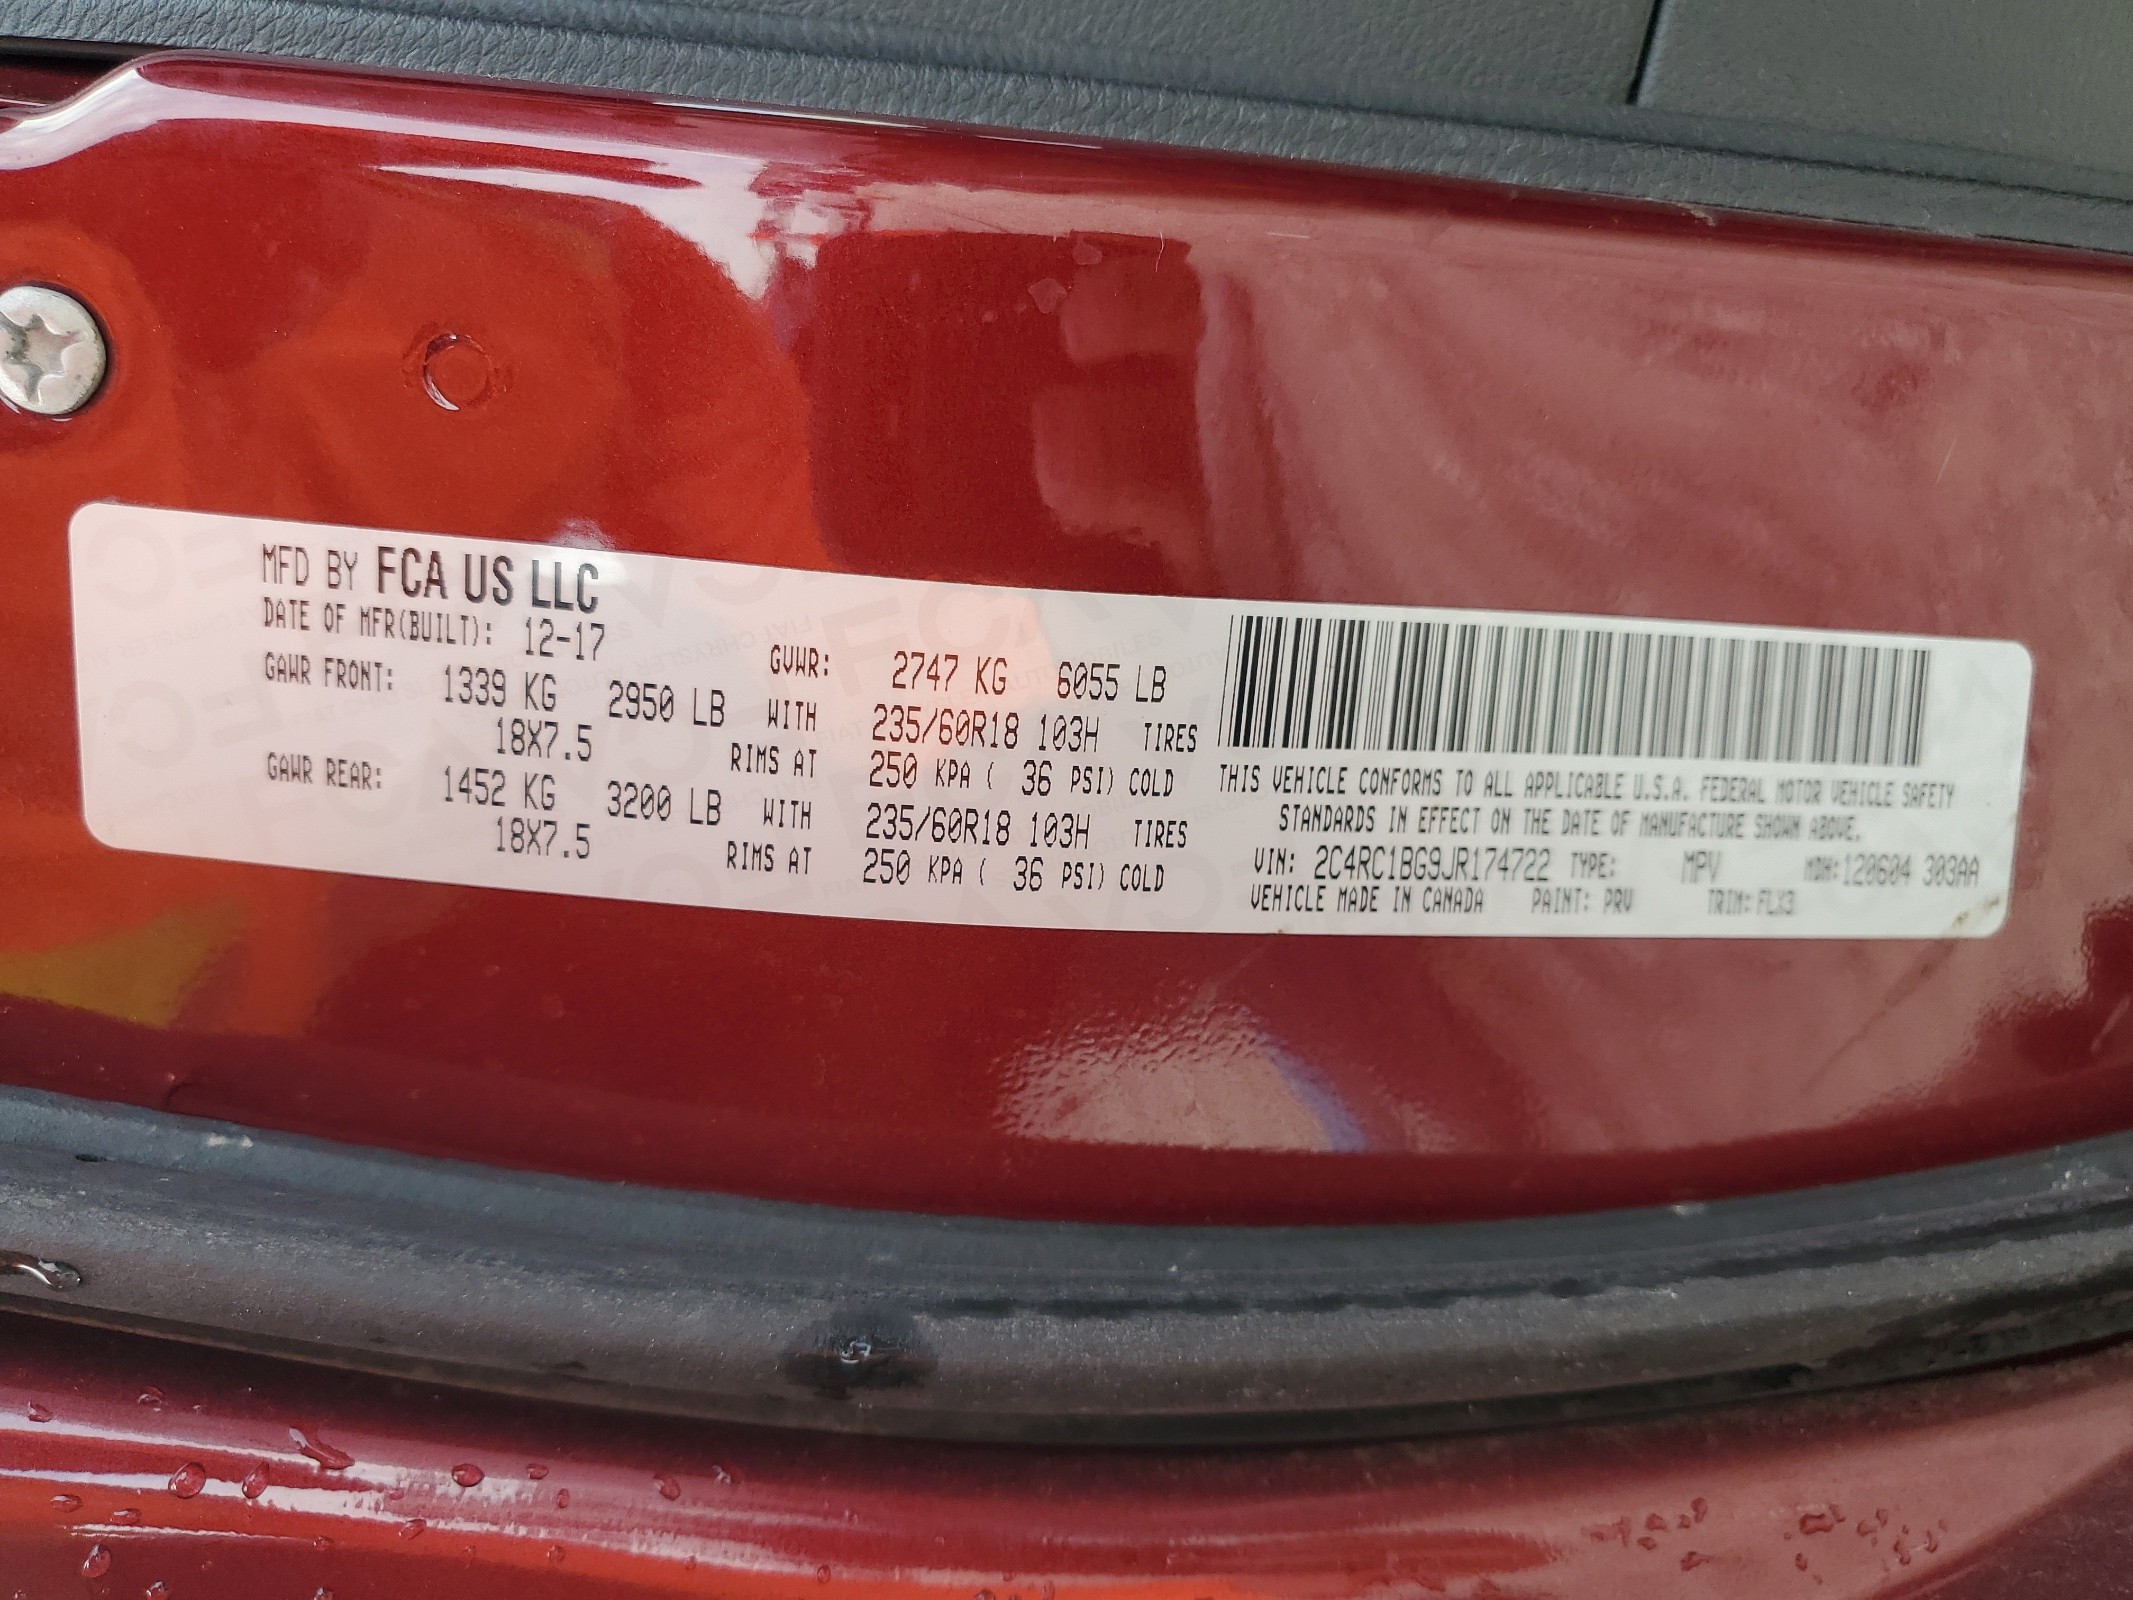 MFD BY FCA US LLC
DATE OF MFR(BUILT): 12-17 GVWR: 2747 KG 6055 LB
GAWR FRONT: 1339 KG 2950 LB WITH 235/60R18 103H TIRES
18X7.5 RIMS AT 250 KPA ( 36 PSI) COLD
GAWR REAR: 1452 KG 3200 LB WITH 235/60R18 103H TIRES
18X7.5 RIMS AT 250 KPA ( 36 PSI) COLD
THIS VEHICLE CONFORMS TO ALL APPLICABLE U.S.A. FEDERAL MOTOR VEHICLE SAFETY
STANDARDS IN EFFECT ON THE DATE OF MANUFACTURE SHOWN ABOVE.
VIN: 2C4RC1BG9JR174722 TYPE: MPV MDH:120604 303AA
VEHICLE MADE IN CANADA PAINT: PRV TRIM: FLX3